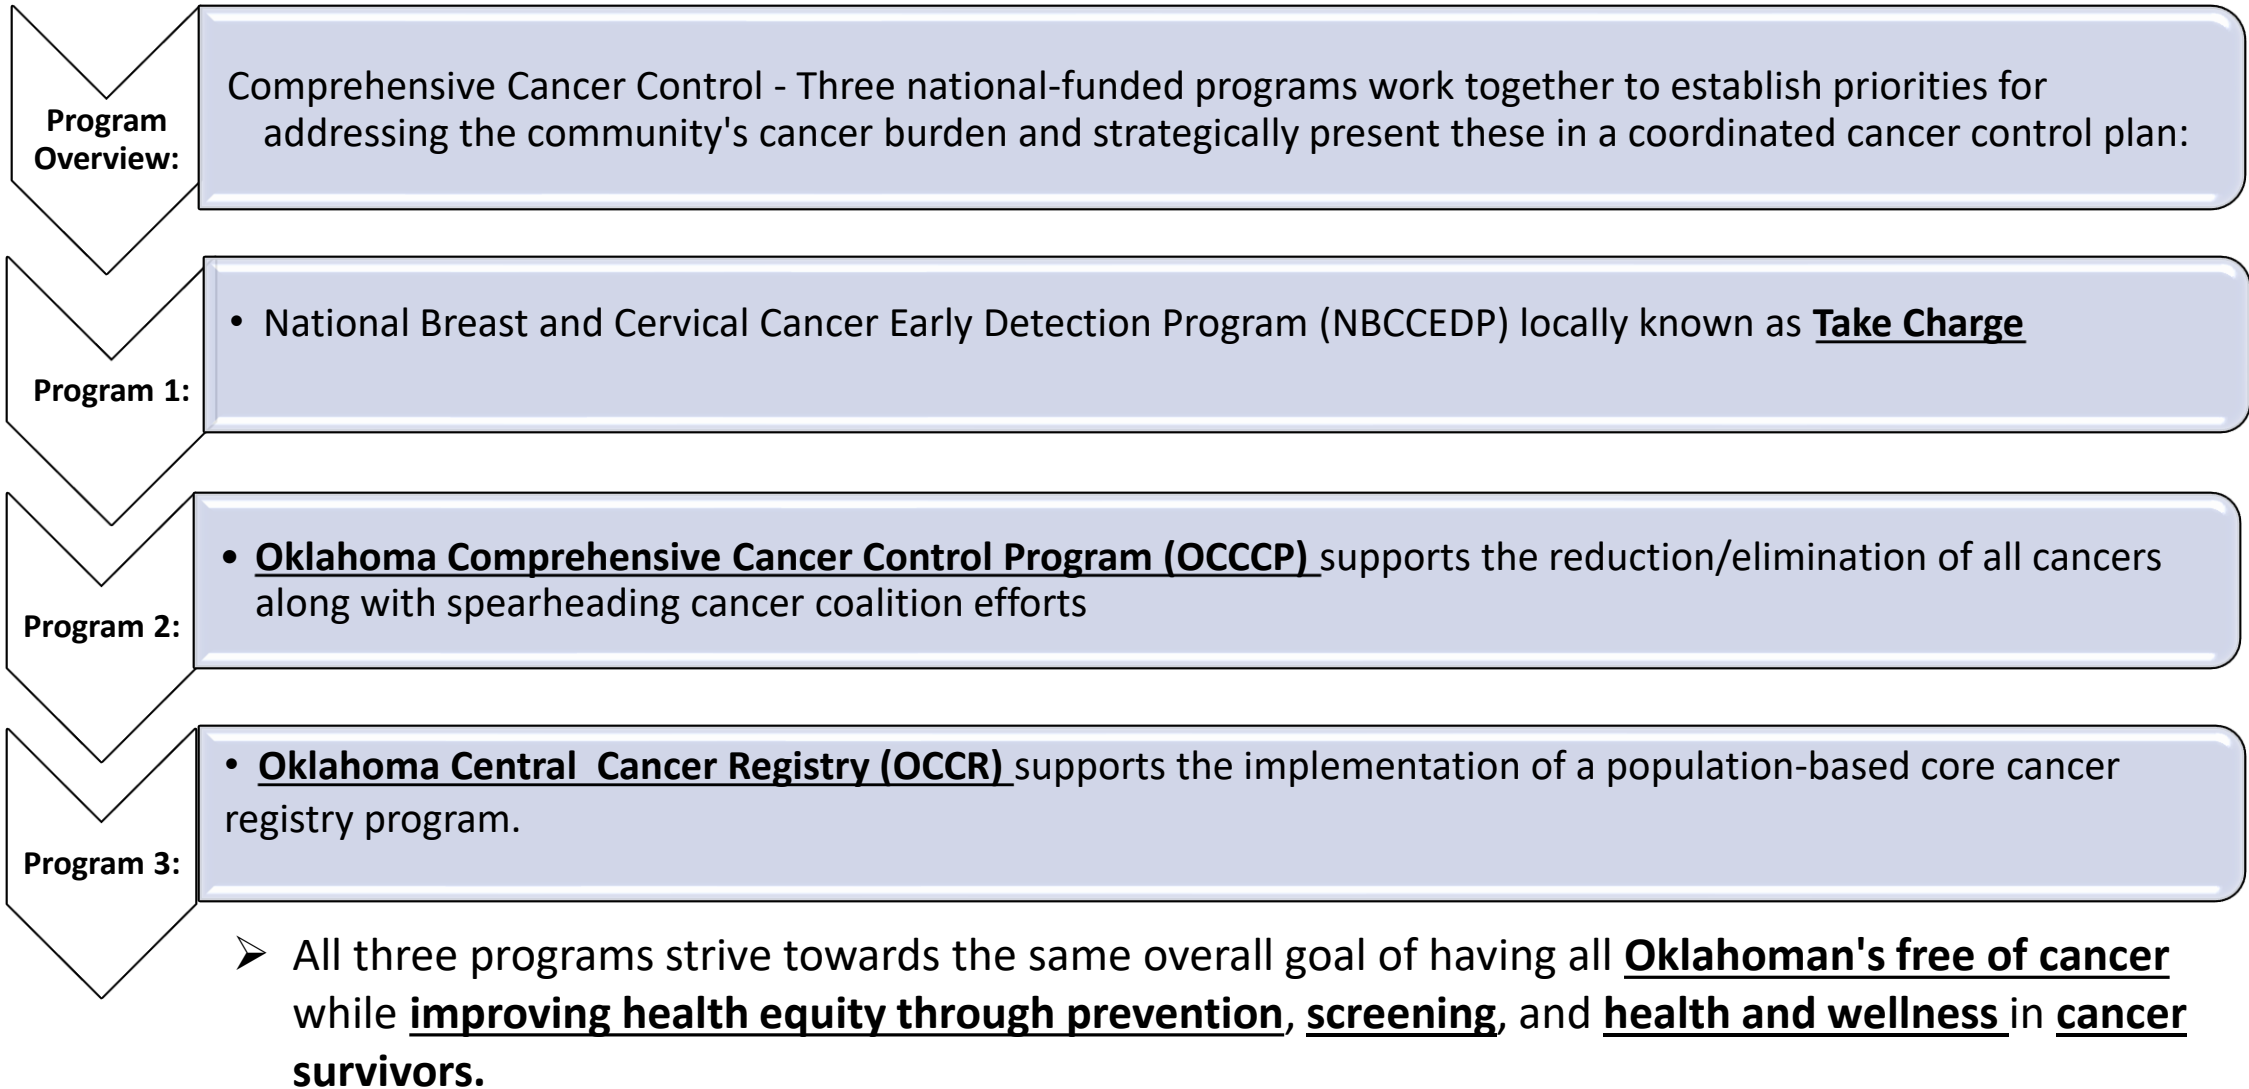 Program
Overview:
Comprehensive Cancer Control - Three national-funded programs work together to establish priorities for
addressing the community's cancer burden and strategically present these in a coordinated cancer control plan:
Program 1:
• National Breast and Cervical Cancer Early Detection Program (NBCCEDP) locally known as Take Charge
Program 2:
• Oklahoma Comprehensive Cancer Control Program (OCCCP) supports the reduction/elimination of all cancers
along with spearheading cancer coalition efforts
Program 3:
• Oklahoma Central  Cancer Registry (OCCR) supports the implementation of a population-based core cancer
registry program.
➢ All three programs strive towards the same overall goal of having all Oklahoman's free of cancer
while improving health equity through prevention, screening, and health and wellness in cancer
survivors.